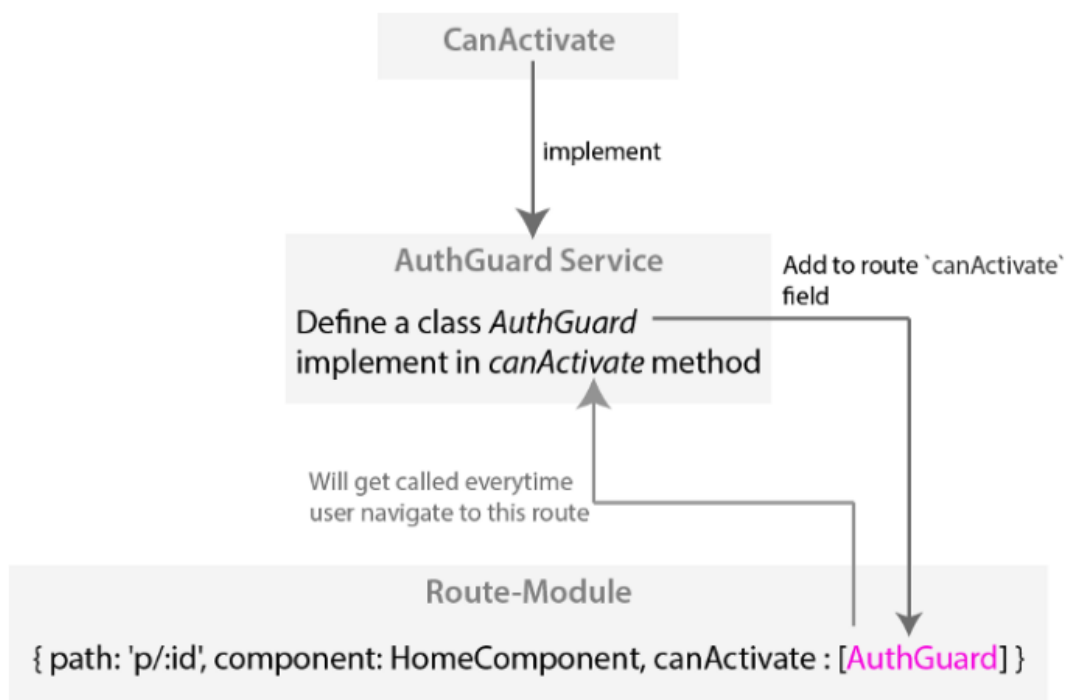 CanActivate
implement
AuthGuard Service
Define a class AuthGuard
implement in canActivate method
Add to route `canActivate`
field
Will get called everytime
user navigate to this route
Route-Module
{ path: 'p/:id', component: HomeComponent, canActivate : [AuthGuard] }